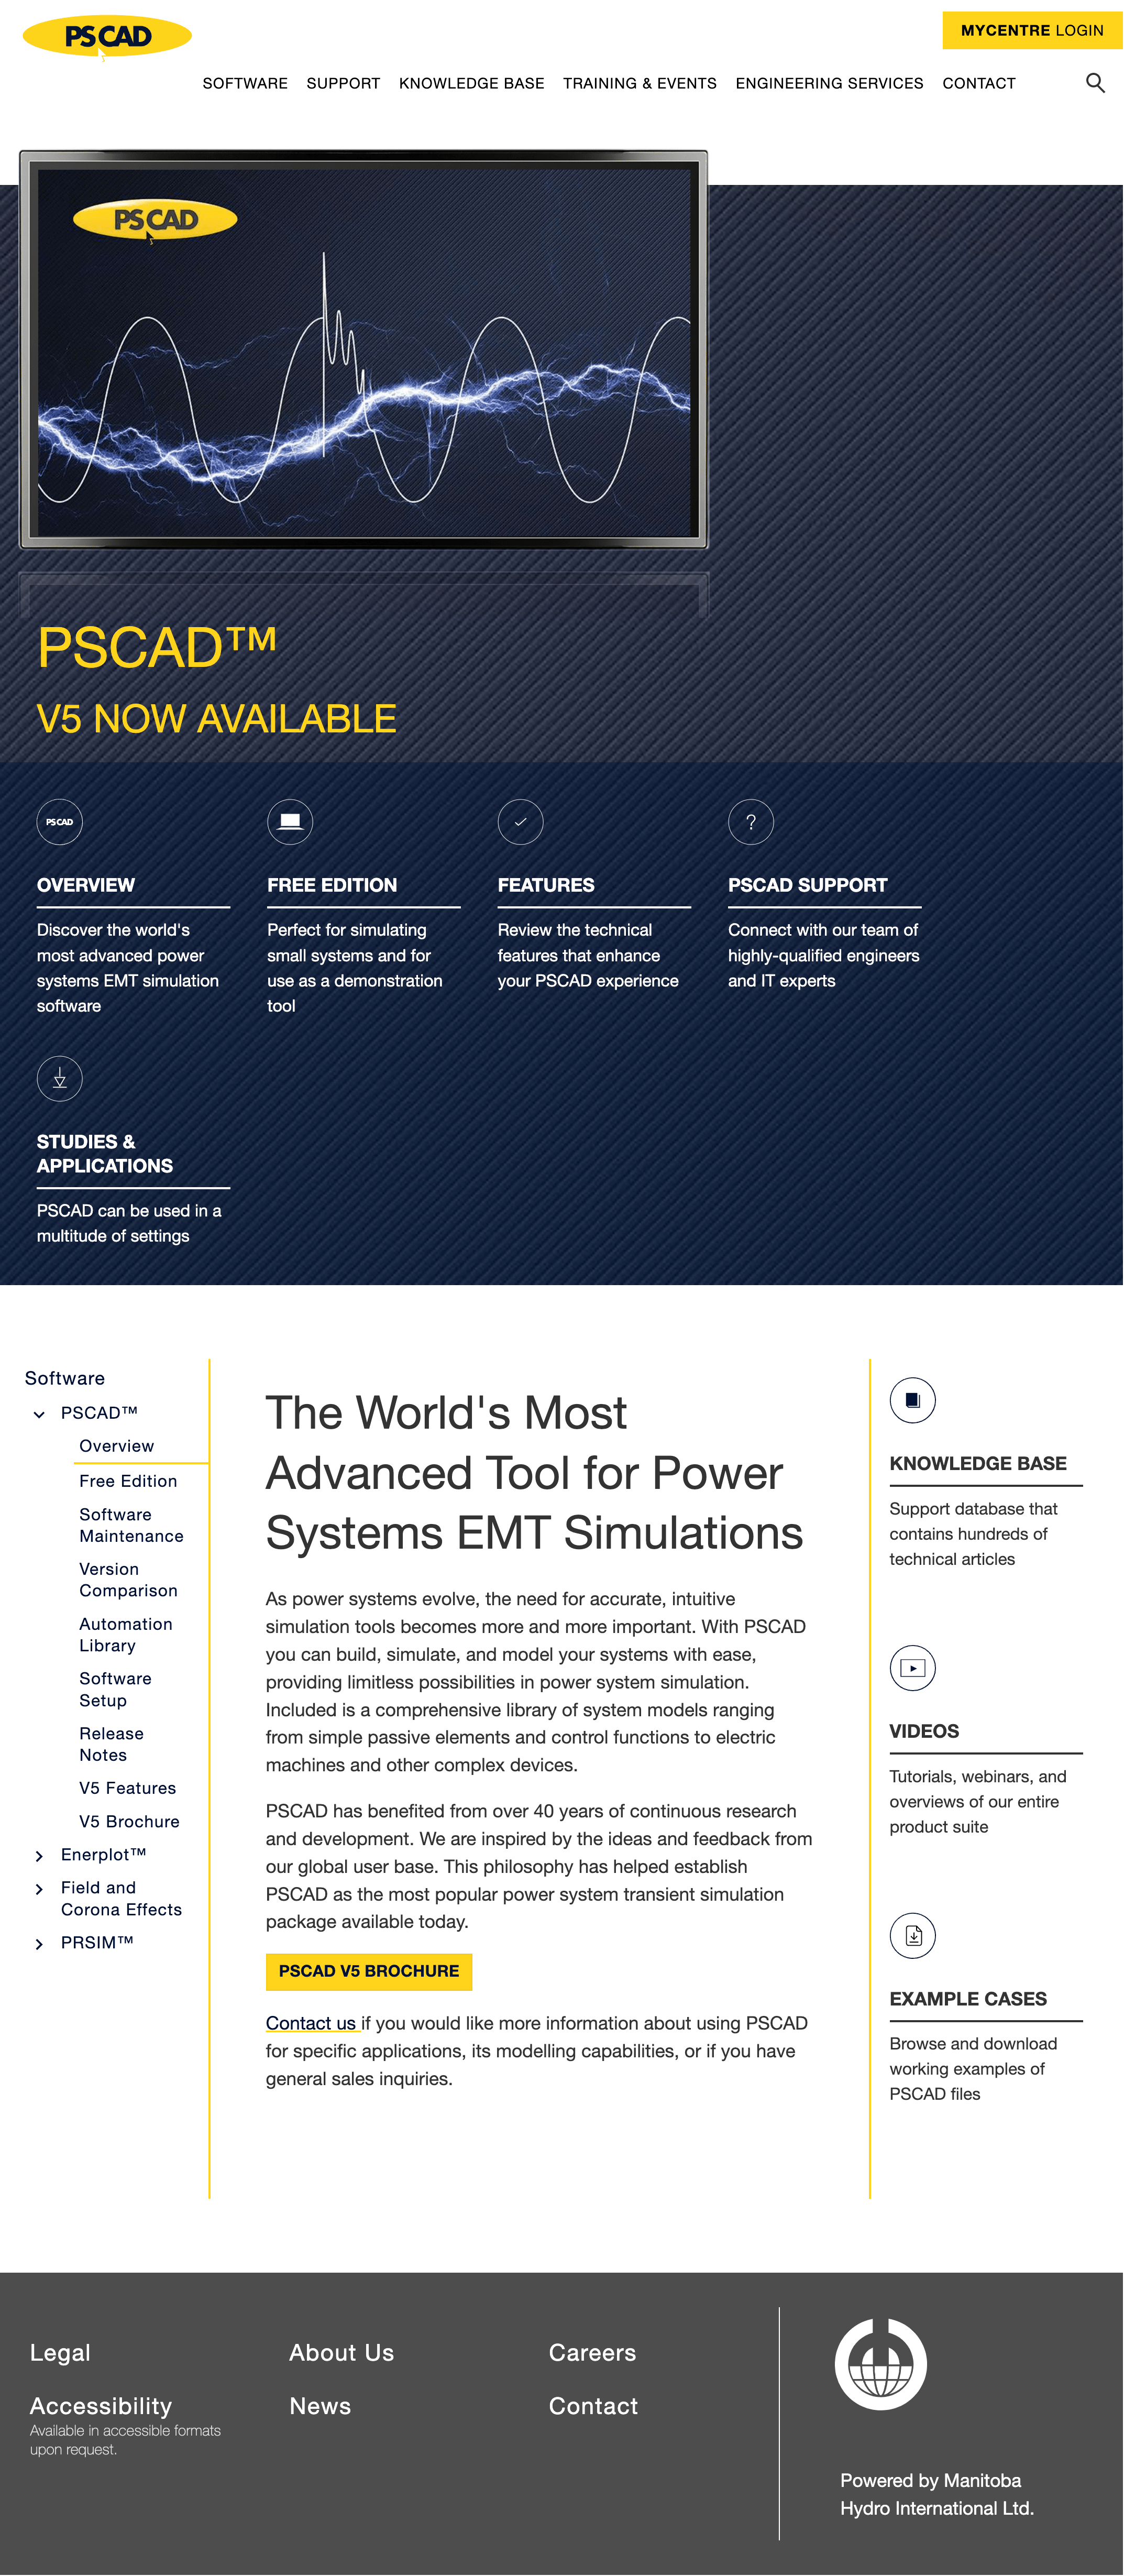 PSCAD
MYCENTRE LOGIN
SOFTWARE SUPPORT KNOWLEDGE BASE TRAINING & EVENTS ENGINEERING SERVICES CONTACT
PSCAD
PSCAD™
V5 NOW AVAILABLE
PSCAD
OVERVIEW
Discover the world's
most advanced power
systems EMT simulation
software
FREE EDITION
Perfect for simulating
small systems and for
use as a demonstration
tool
FEATURES
Review the technical
features that enhance
your PSCAD experience
?
PSCAD SUPPORT
Connect with our team of
highly-qualified engineers
and IT experts
STUDIES &
APPLICATIONS
PSCAD can be used in a
multitude of settings
Software
PSCAD™
Overview
Free Edition
Software
Maintenance
Version
Comparison
Automation
Library
Software
Setup
Release
Notes
V5 Features
V5 Brochure
Enerplot™
Field and
Corona Effects
PRSIM™
The World's Most
Advanced Tool for Power
Systems EMT Simulations
As power systems evolve, the need for accurate, intuitive
simulation tools becomes more and more important. With PSCAD
you can build, simulate, and model your systems with ease,
providing limitless possibilities in power system simulation.
Included is a comprehensive library of system models ranging
from simple passive elements and control functions to electric
machines and other complex devices.
PSCAD has benefited from over 40 years of continuous research
and development. We are inspired by the ideas and feedback from
our global user base. This philosophy has helped establish
PSCAD as the most popular power system transient simulation
package available today.
PSCAD V5 BROCHURE
Contact us if you would like more information about using PSCAD
for specific applications, its modelling capabilities, or if you have
general sales inquiries.
KNOWLEDGE BASE
Support database that
contains hundreds of
technical articles
VIDEOS
Tutorials, webinars, and
overviews of our entire
product suite
EXAMPLE CASES
Browse and download
working examples of
PSCAD files
Legal
Accessibility
Available in accessible formats
upon request.
About Us
News
Careers
Contact
Powered by Manitoba
Hydro International Ltd.